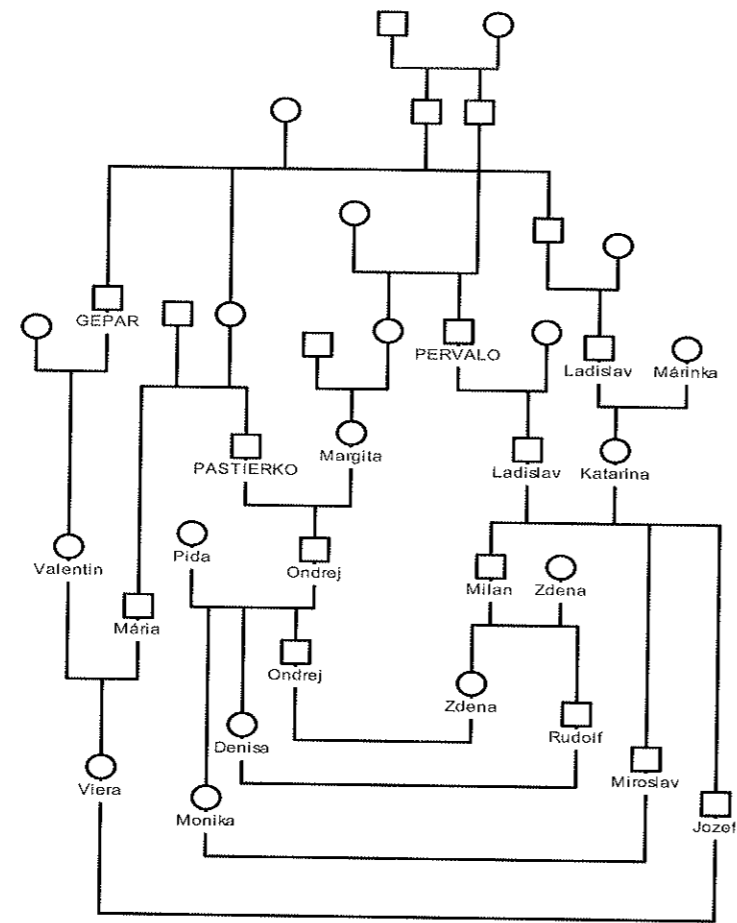 GEPAR
PERVALO
Ladislav
Márinka
PASTIERKO
Margita
Ladislav
Katarina
Valentin
Pida
Ondrej
Milan
Zdena
Mária
Ondrej
Zdena
Denisa
Rudolf
Viera
Monika
Miroslav
Jozef